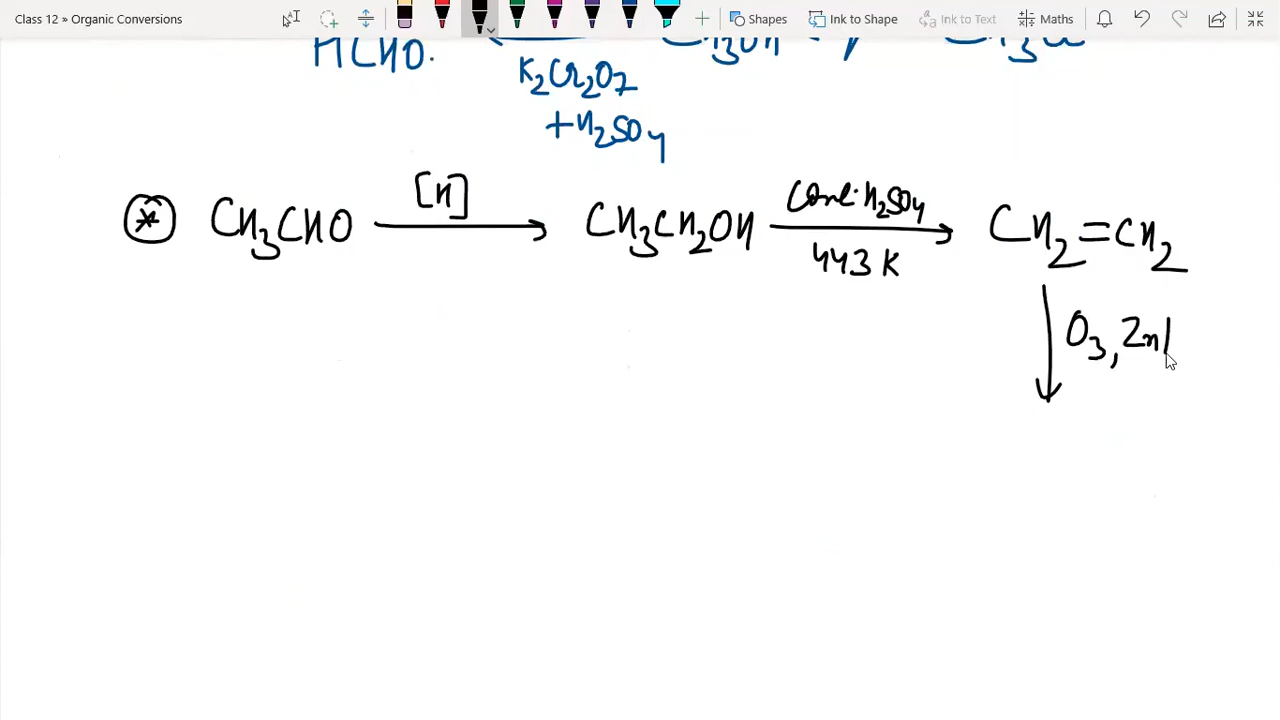 Class 12 » Organic Conversions
Shapes
Ink to Shape
Ink to Text
Maths
HCHO.
K2Cr2O7
+H2SO4
CH3OH
[H]
Conc. H2SO4
* CH3CHO → CH3CH2OH → CH2=CH2
443 K
O3, Zn|